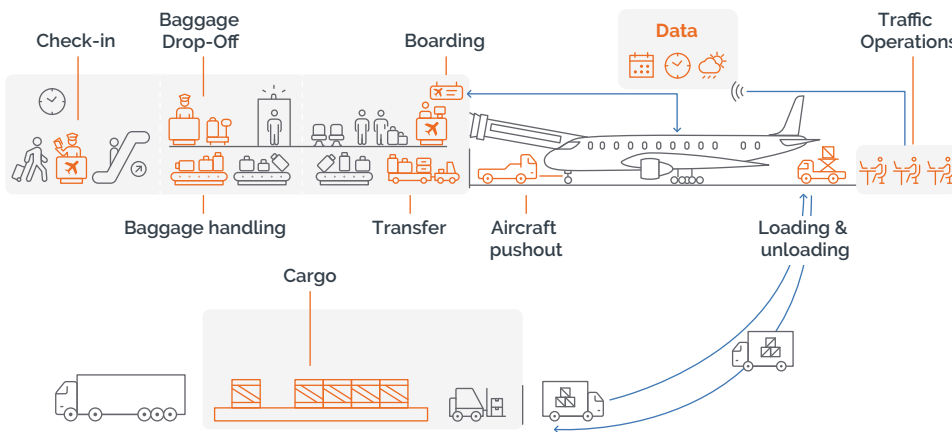 Check-in
Baggage
Drop-Off
Boarding
Data
Traffic
Operations
Baggage handling
Transfer
Aircraft
pushout
Loading &
unloading
Cargo